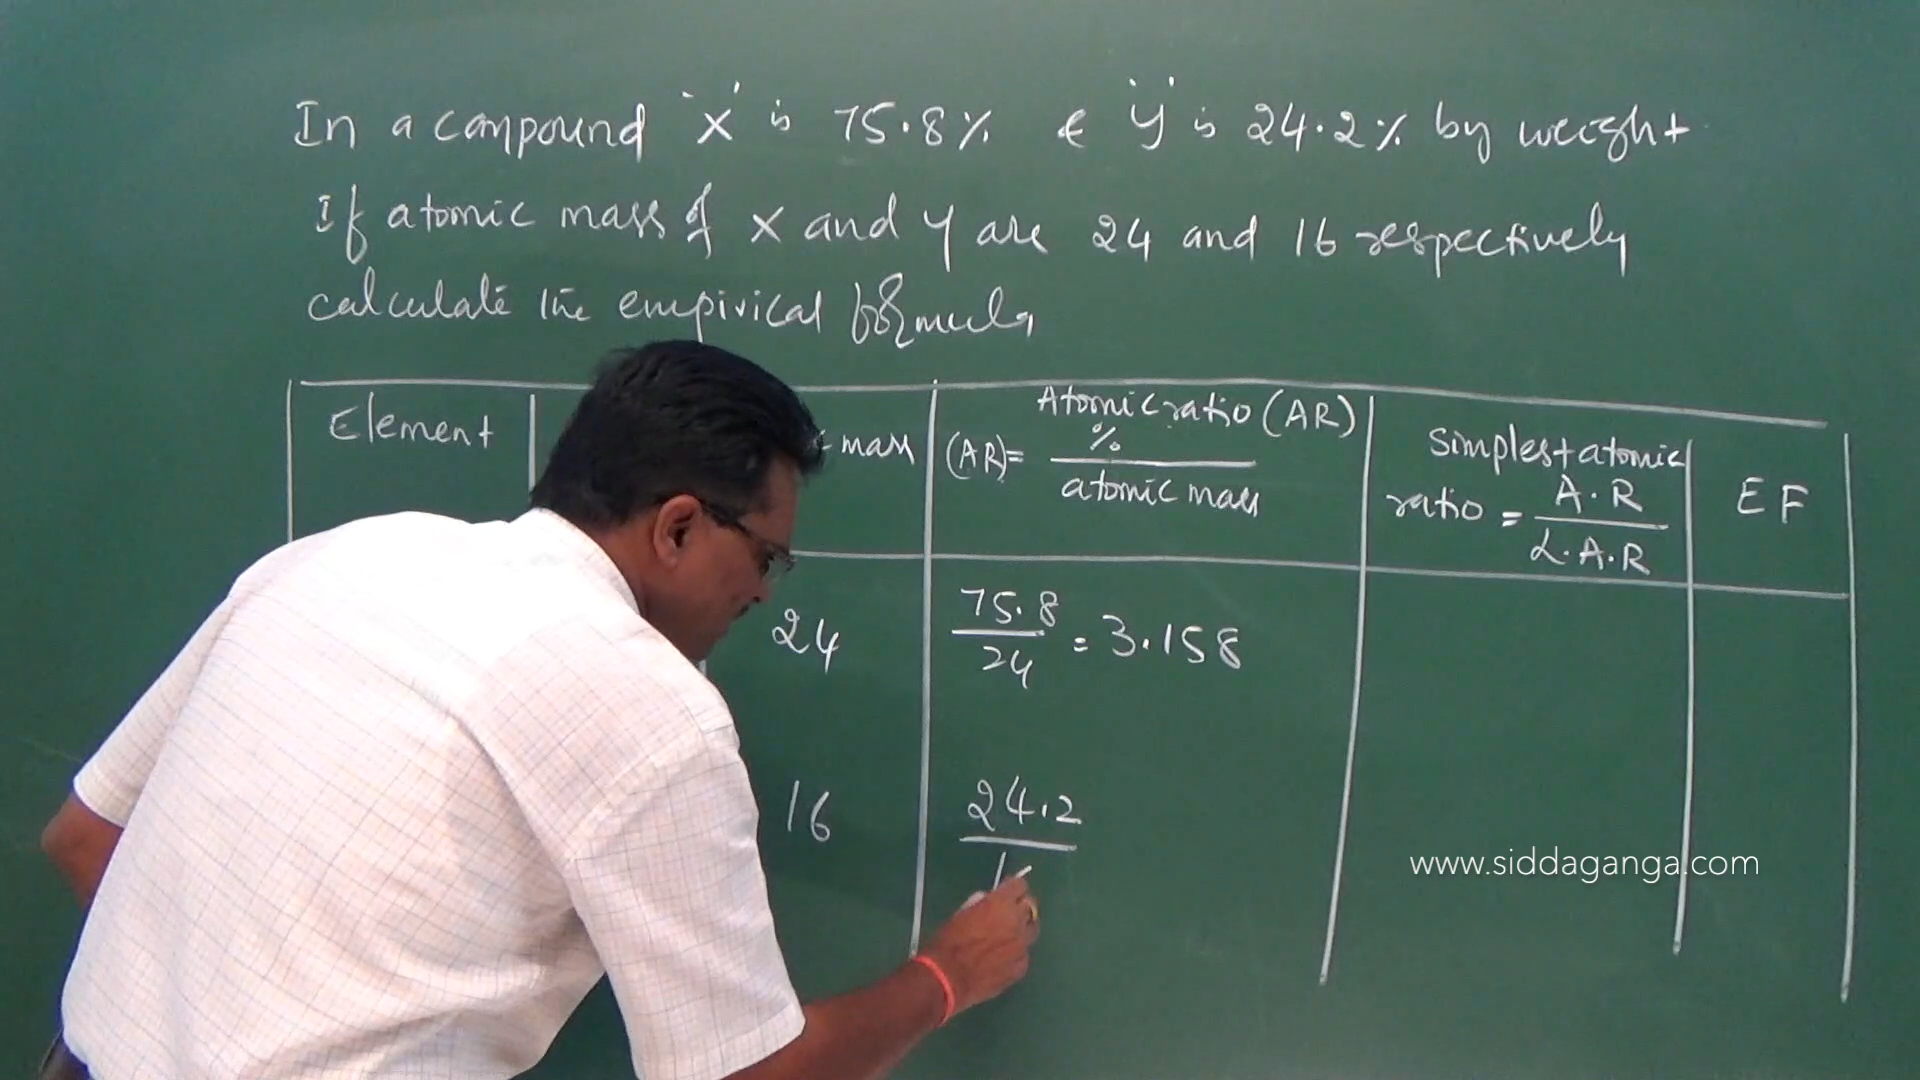 In a compound 'X' is 75.8% & 'Y' is 24.2% by weight
If atomic mass of X and Y are 24 and 16 respectively
calculate the empirical formula
Element
mass
Atomic ratio (AR)
(AR) = %
atomic mass
Simplest atomic
ratio = A.R
L.A.R
EF
24
75.8
24
= 3.158
16
24.2
www.siddaganga.com